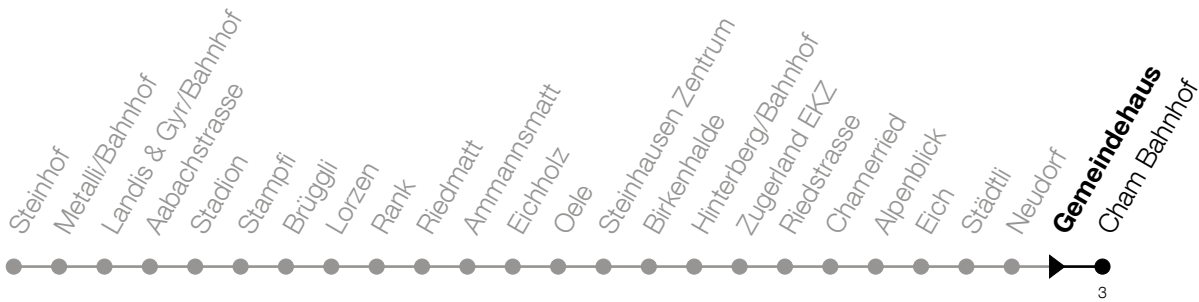 Steinhof
Metalli/Bahnhof
Landis & Gyr/Bahnhof
Aabachstrasse
Stadion
Stampfi
Brüggli
Lorzen
Rank
Riedmatt
Ammannsmatt
Eichholz
Oele
Steinhausen Zentrum
Birkenhalde
Hinterberg/Bahnhof
Zugerland EKZ
Riedstrasse
Chamerried
Alpenblick
Eich
Städtli
Neudorf
Gemeindehaus
Cham Bahnhof
3